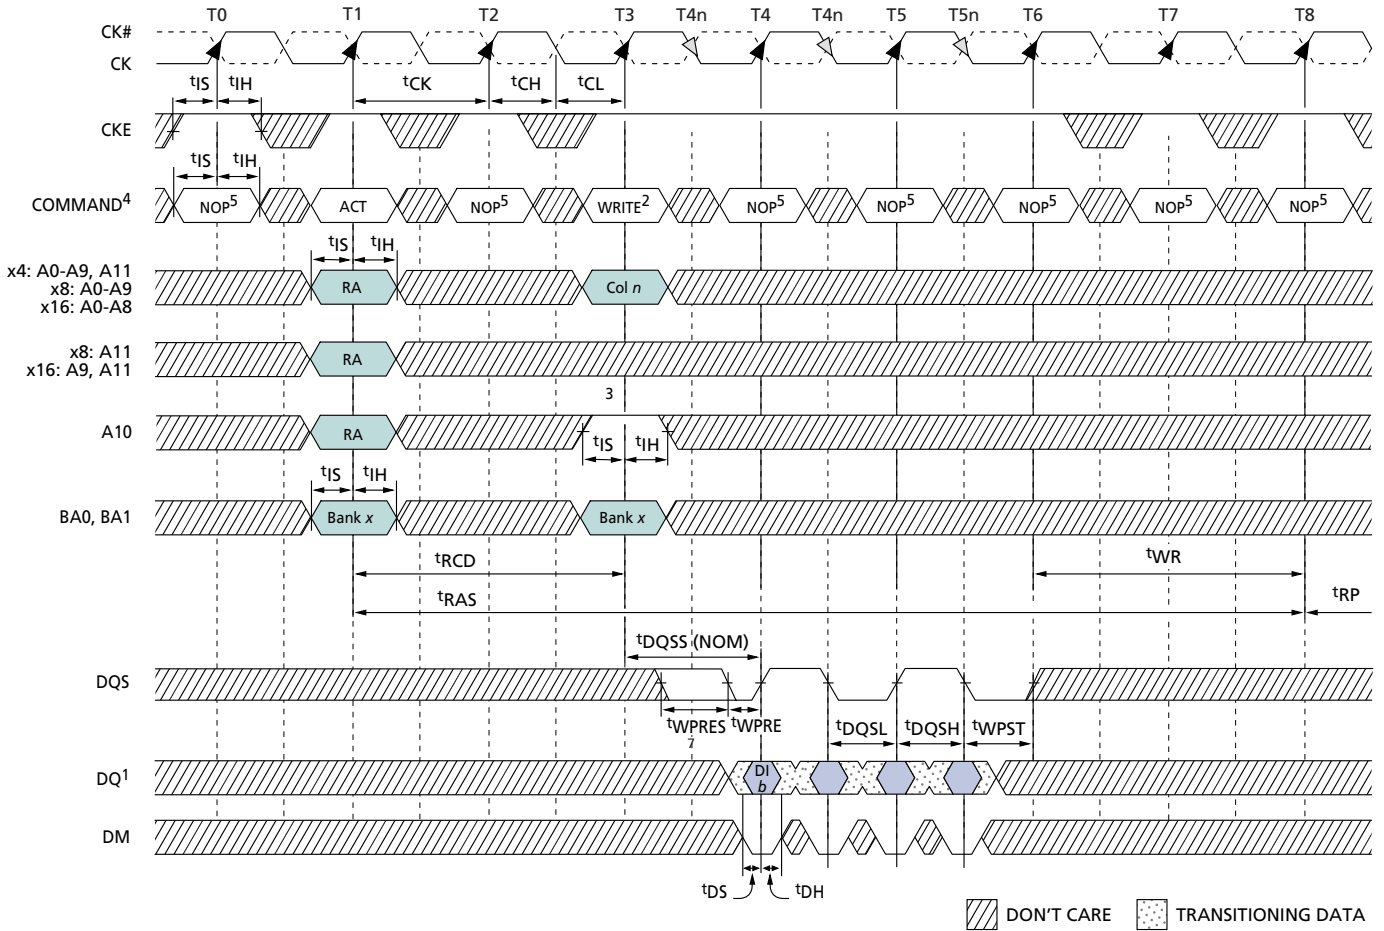 T0 T1 T2 T3 T4n T4 T4n T5 T5n T6 T7 T8
CK#
CK
tIS tIH tCK tCH tCL
CKE
tIS tIH
COMMAND4 NOP5 ACT NOP5 WRITE2 NOP5 NOP5 NOP5 NOP5 NOP5
tIS tIH
x4: A0-A9, A11
x8: A0-A9
x16: A0-A8
RA Col n
x8: A11
x16: A9, A11
RA
3
A10 RA
tIS tIH
tIS tIH
BA0, BA1 Bank x Bank x
tRCD tWR
tRAS tRP
tDQSS (NOM)
DQS
tWPRES tWPRE tDQSL tDQSH tWPST
7
DQ1 DI
b
DM
tDS tDH
DON'T CARE TRANSITIONING DATA